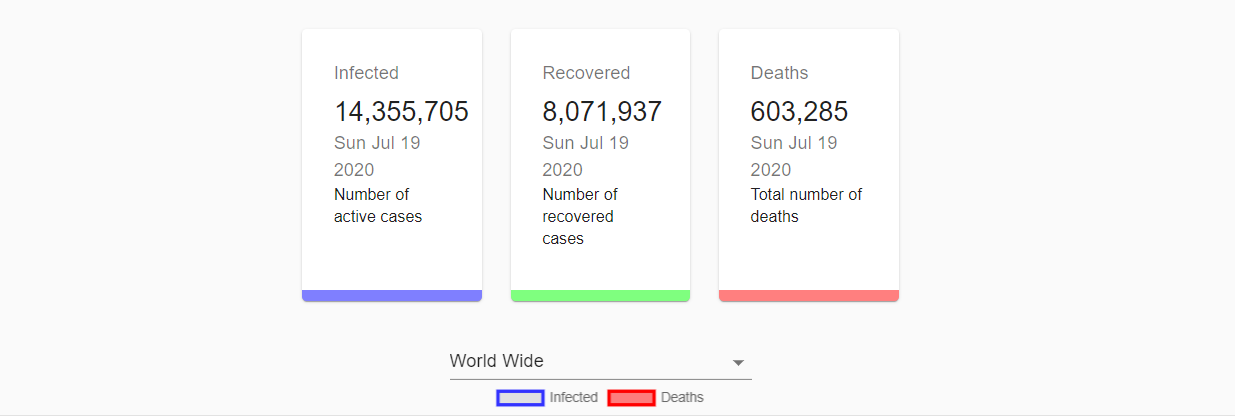 Infected
14,355,705
Sun Jul 19
2020
Number of
active cases
Recovered
8,071,937
Sun Jul 19
2020
Number of
recovered
cases
Deaths
603,285
Sun Jul 19
2020
Total number of
deaths
World Wide
Infected Deaths